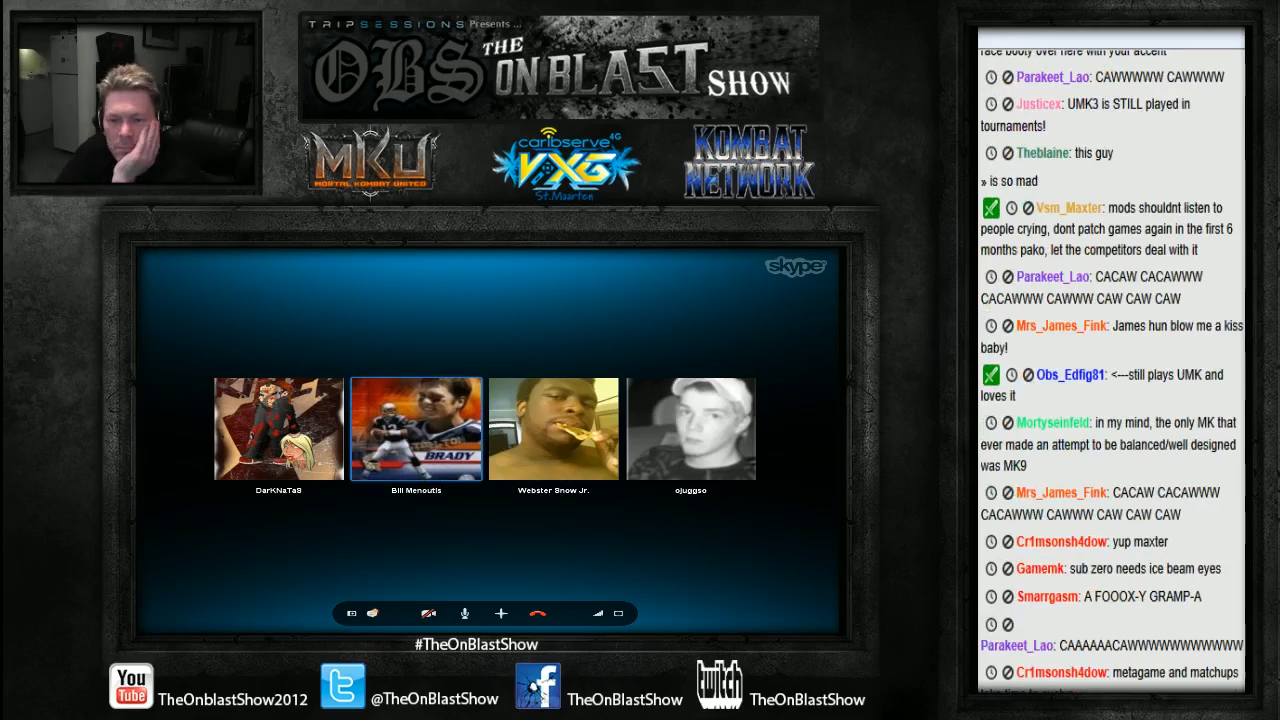 TRIPSESSIONS Presents ...
OBS THE ON BLAST SHOW
MKU
MORTAL KOMBAT UNITED
caribserve 4G
VXG
St.Maarten
KOMBAT NETWORK
skype
BRADY
DarKNaTaS
Bill Menoutis
Webster Snow Jr.
ojuggso
#TheOnBlastShow
You Tube TheOnblastShow2012
@TheOnBlastShow
TheOnBlastShow
twitch TheOnBlastShow
race booty over here with your accent
Parakeet_Lao: CAWWWWW CAWWWW
Justicex: UMK3 is STILL played in
tournaments!
Theblaine: this guy
» is so mad
Vsm_Maxter: mods shouldnt listen to
people crying, dont patch games again in the first 6
months pako, let the competitors deal with it
Parakeet_Lao: CACAW CACAWWW
CACAWWW CAWWW CAW CAW CAW
Mrs_James_Fink: James hun blow me a kiss
baby!
Obs_Edfig81: <---still plays UMK and
loves it
Mortyseinfeld: in my mind, the only MK that
ever made an attempt to be balanced/well designed
was MK9
Mrs_James_Fink: CACAW CACAWWW
CACAWWW CAWWW CAW CAW CAW
Cr1msonsh4dow: yup maxter
Gamemk: sub zero needs ice beam eyes
Smarrgasm: A FOOOX-Y GRAMP-A
Parakeet_Lao: CAAAAAACAWWWWWWWWWWW
Cr1msonsh4dow: metagame and matchups